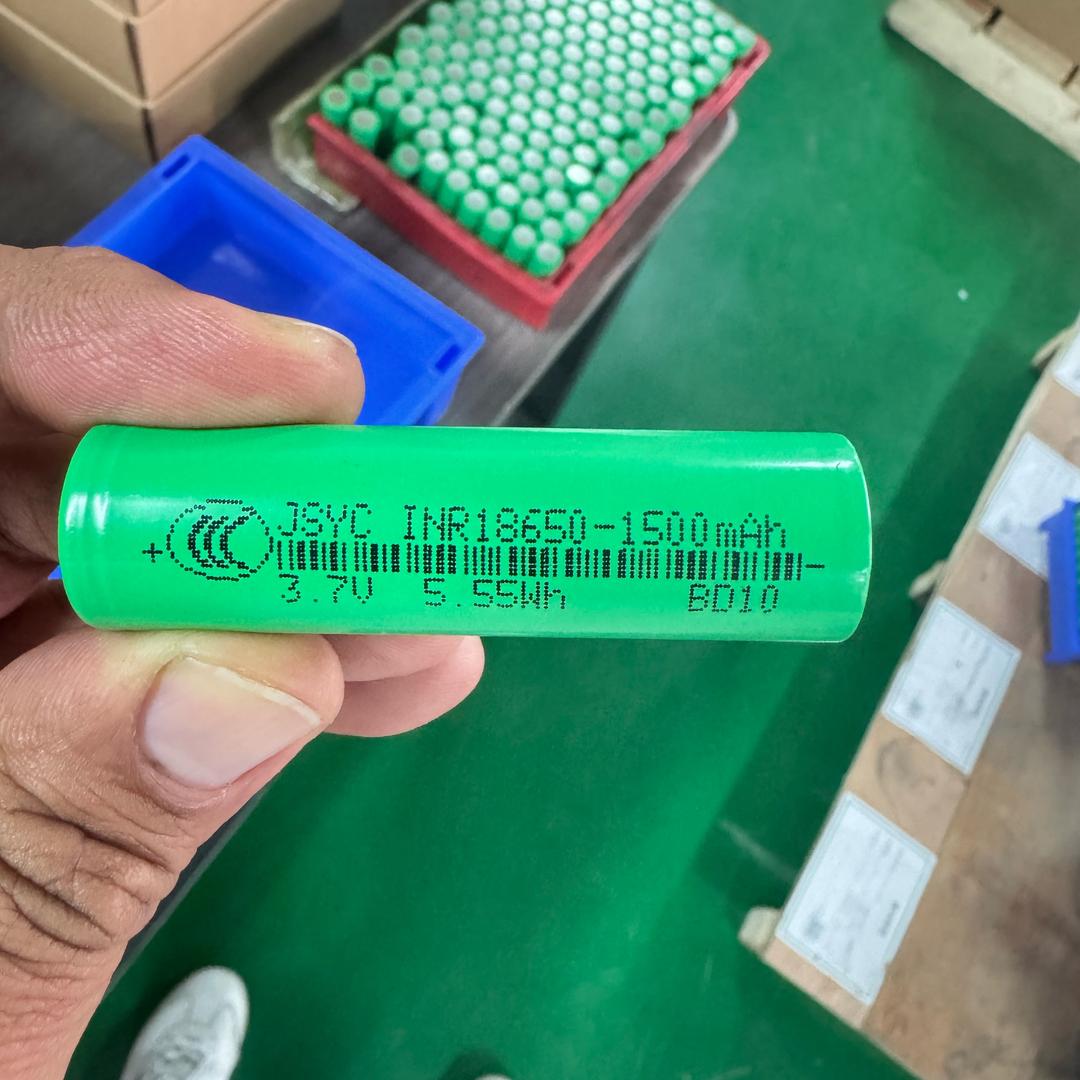 JSYC INR18650-1500mAh
+ -
3.7V 5.55Wh BD10